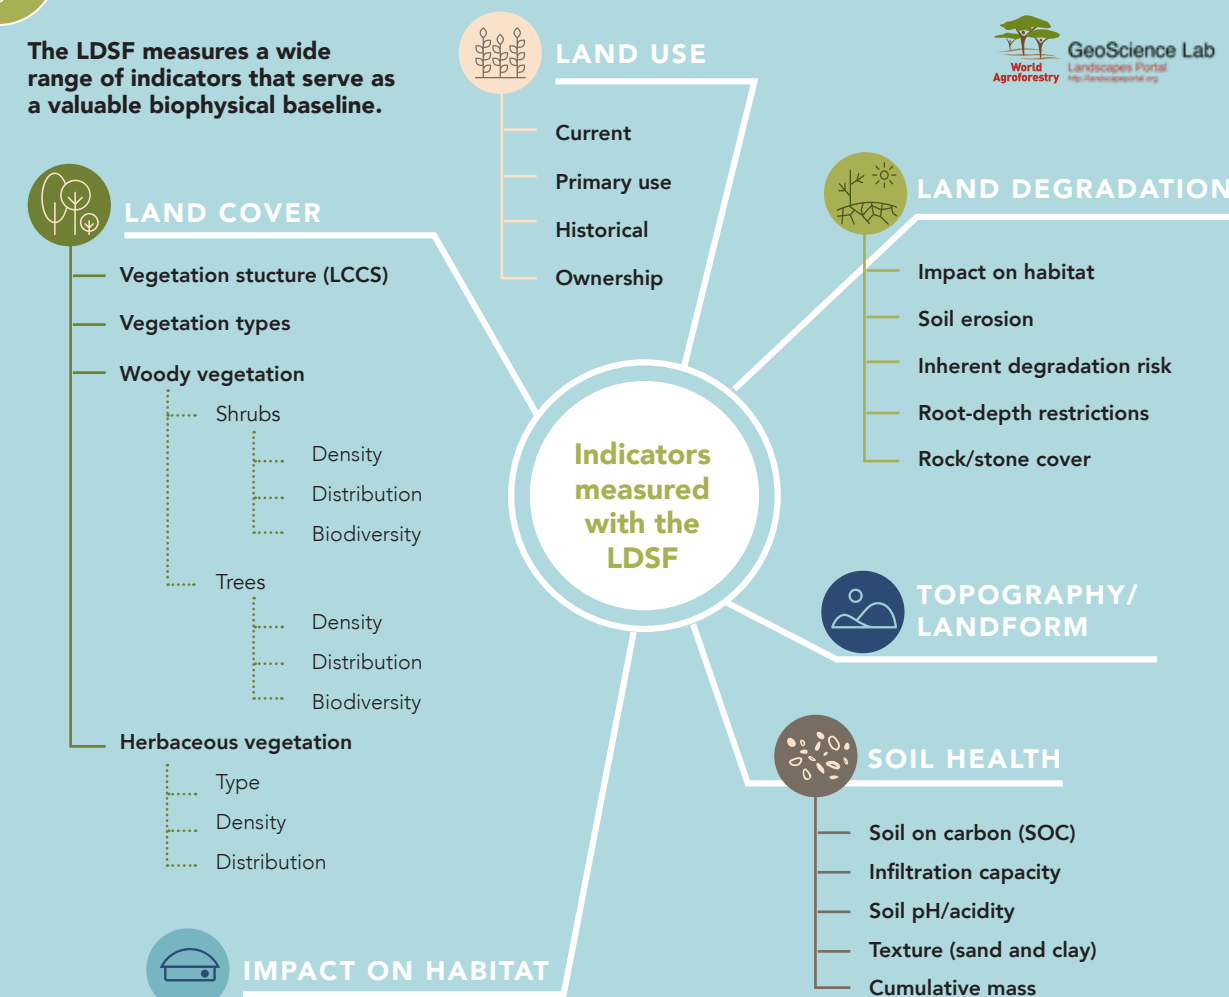 The LDSF measures a wide
range of indicators that serve as
a valuable biophysical baseline.
LAND USE
Current
Primary use
Historical
Ownership
World
Agroforestry
GeoScience Lab
Landscapes Portal
http://landscapeportal.org
LAND COVER
Vegetation stucture (LCCS)
Vegetation types
Woody vegetation
Shrubs
Density
Distribution
Biodiversity
Trees
Density
Distribution
Biodiversity
Herbaceous vegetation
Type
Density
Distribution
LAND DEGRADATION
Impact on habitat
Soil erosion
Inherent degradation risk
Root-depth restrictions
Rock/stone cover
Indicators
measured
with the
LDSF
TOPOGRAPHY/
LANDFORM
SOIL HEALTH
Soil on carbon (SOC)
Infiltration capacity
Soil pH/acidity
Texture (sand and clay)
Cumulative mass
IMPACT ON HABITAT